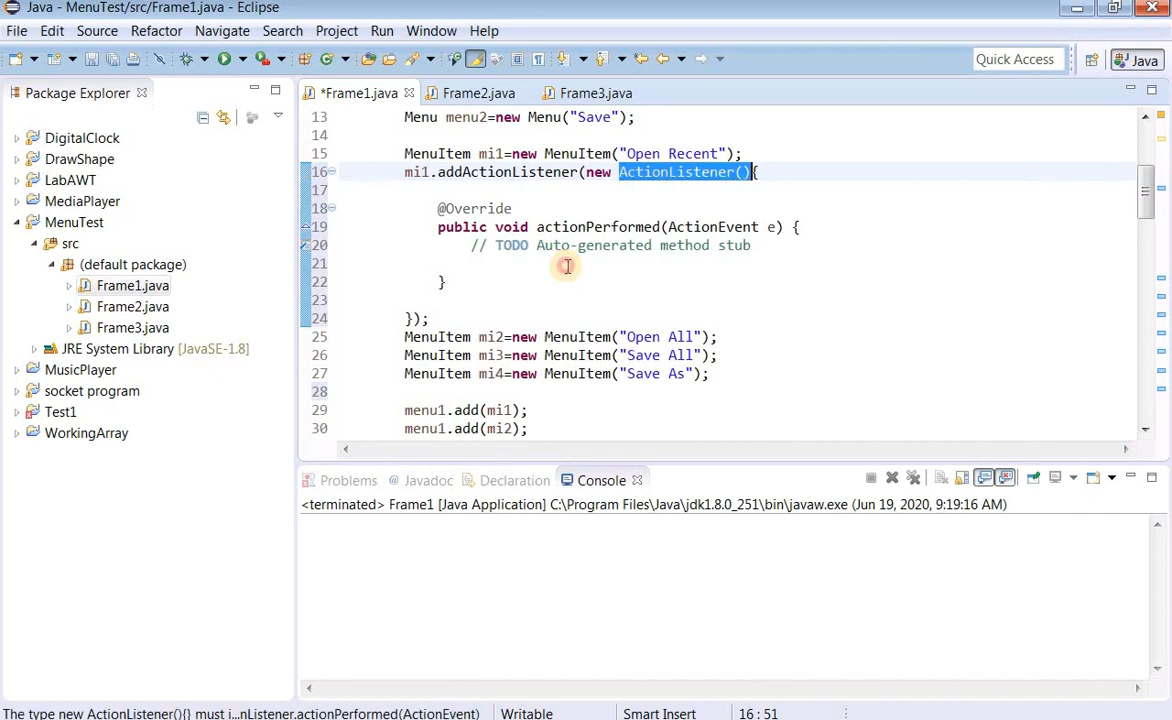 Java - MenuTest/src/Frame1.java - Eclipse
File Edit Source Refactor Navigate Search Project Run Window Help
Quick Access
Java
Package Explorer
*Frame1.java
Frame2.java
Frame3.java
DigitalClock
DrawShape
LabAWT
MediaPlayer
MenuTest
src
(default package)
Frame1.java
Frame2.java
Frame3.java
JRE System Library [JavaSE-1.8]
MusicPlayer
socket program
Test1
WorkingArray
13 Menu menu2=new Menu("Save");
14
15 MenuItem mi1=new MenuItem("Open Recent");
16 mi1.addActionListener(new ActionListener(){
17
18 @Override
19 public void actionPerformed(ActionEvent e) {
20 // TODO Auto-generated method stub
21
22 }
23
24 });
25 MenuItem mi2=new MenuItem("Open All");
26 MenuItem mi3=new MenuItem("Save All");
27 MenuItem mi4=new MenuItem("Save As");
28
29 menu1.add(mi1);
30 menu1.add(mi2);
Problems @ Javadoc Declaration Console
<terminated> Frame1 [Java Application] C:\Program Files\Java\jdk1.8.0_251\bin\javaw.exe (Jun 19, 2020, 9:19:16 AM)
The type new ActionListener(){} must i...nListener.actionPerformed(ActionEvent) Writable Smart Insert 16 : 51